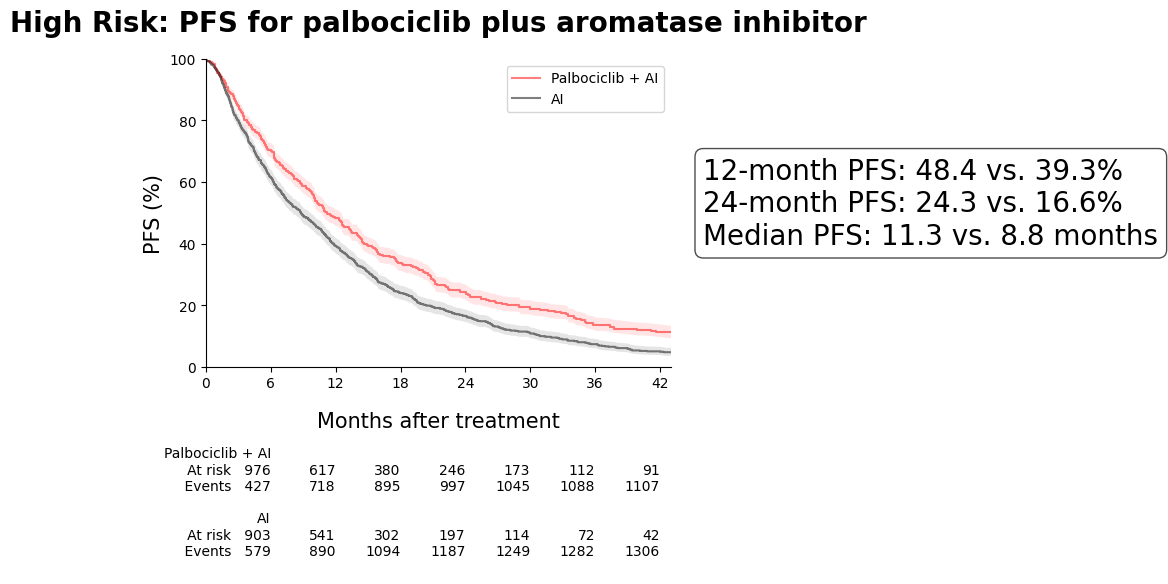 High Risk: PFS for palbociclib plus aromatase inhibitor
100
80
60
40
20
0
PFS (%)
Palbociclib + AI
AI
0 6 12 18 24 30 36 42
Months after treatment
12-month PFS: 48.4 vs. 39.3%
24-month PFS: 24.3 vs. 16.6%
Median PFS: 11.3 vs. 8.8 months
Palbociclib + AI
At risk 976 617 380 246 173 112 91
Events 427 718 895 997 1045 1088 1107
AI
At risk 903 541 302 197 114 72 42
Events 579 890 1094 1187 1249 1282 1306